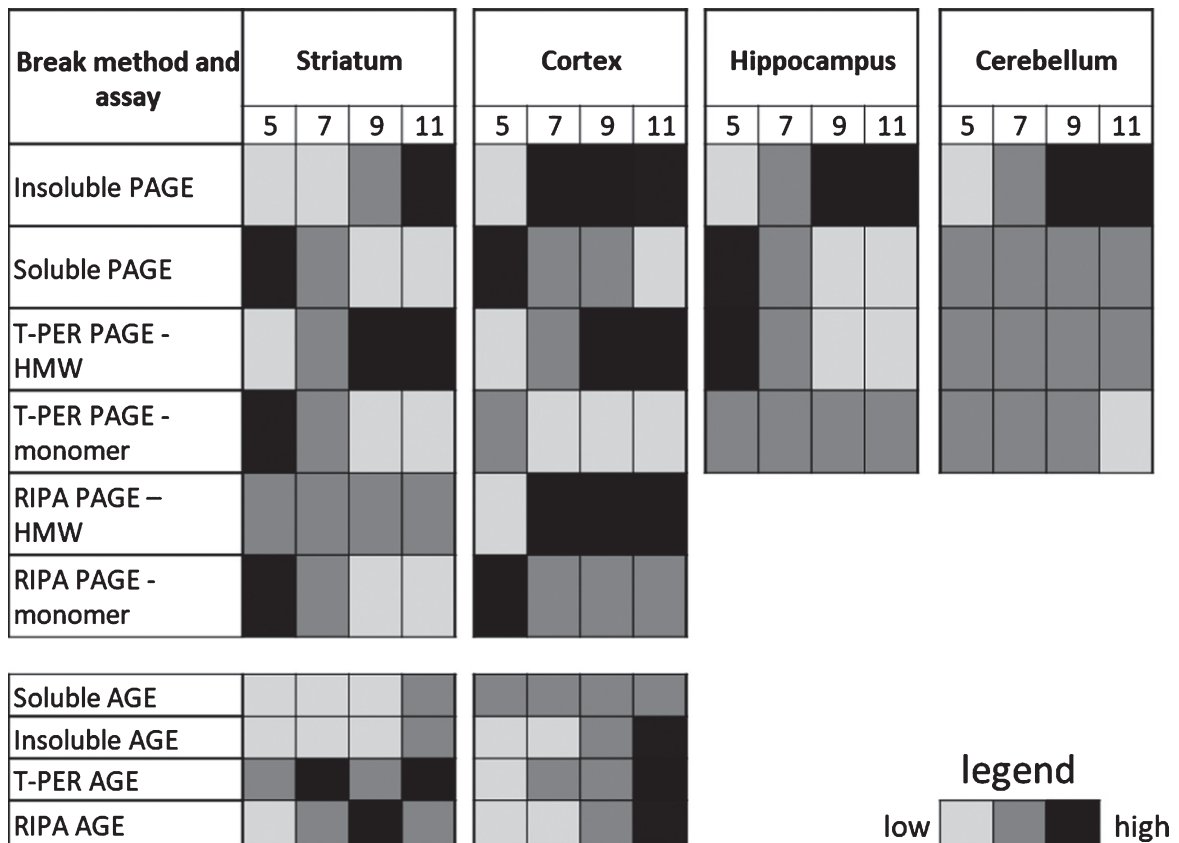 Break method and
assay
Striatum
Cortex
Hippocampus
Cerebellum
5 7 9 11
5 7 9 11
5 7 9 11
5 7 9 11
Insoluble PAGE
Soluble PAGE
T-PER PAGE -
HMW
T-PER PAGE -
monomer
RIPA PAGE –
HMW
RIPA PAGE -
monomer
Soluble AGE
Insoluble AGE
T-PER AGE
RIPA AGE
legend
low
high